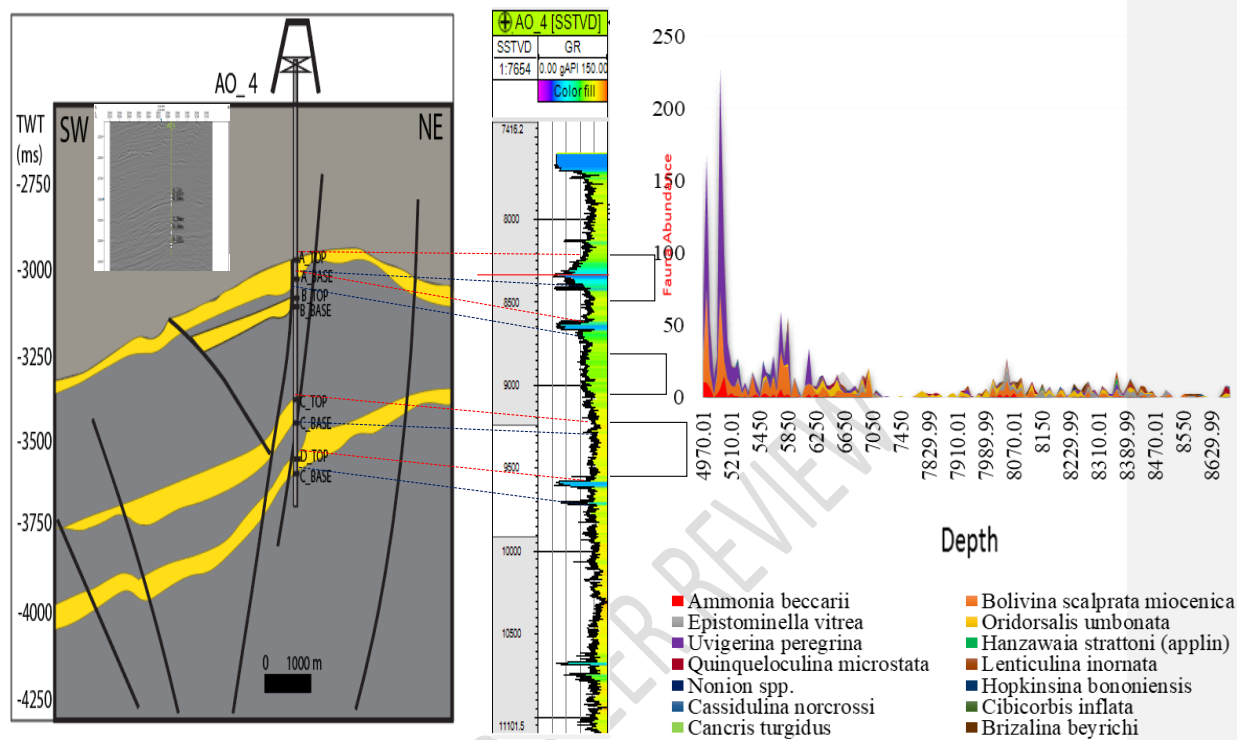 AO_ 4
TWT
(ms)
SW
NE
-2750
-3000
-3250
-3500
-3750
-4000
-4250
A_TOP
A_BASE
B_TOP
B_BASE
C_TOP
C_BASE
D_TOP
C_BASE
0 1000 m
AO_4 [SSTVD]
SSTVD GR
1:7654 0.00 gAPI 150.00
Color fill
7416.2
8000
8500
9000
9500
10000
10500
11101.5
Fauna Abundance
250
200
150
100
50
0
4970.01
5210.01
5450
5850
6250
6650
7050
7450
7829.99
7910.01
7989.99
8070.01
8150
8229.99
8310.01
8389.99
8470.01
8550
8629.99
Depth
Ammonia beccarii
Bolivina scalprata miocenica
Epistominella vitrea
Oridorsalis umbonata
Uvigerina peregrina
Hanzawaia strattoni (applin)
Quinqueloculina microstata
Lenticulina inornata
Nonion spp.
Hopkinsina bononiensis
Cassidulina norcrossi
Cibicorbis inflata
Cancris turgidus
Brizalina beyrichi
EER REVIEW